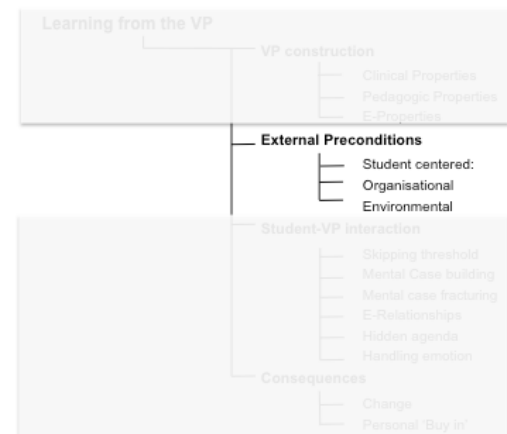 Learning from the VP
VP construction
Clinical Properties
Pedagogic Properties
E-Properties
External Preconditions
Student centered:
Organisational
Environmental
Student-VP Interaction
Skipping threshold
Mental Case building
Mental case fracturing
E-Relationships
Hidden agenda
Handling emotion
Consequences
Change
Personal 'Buy in'